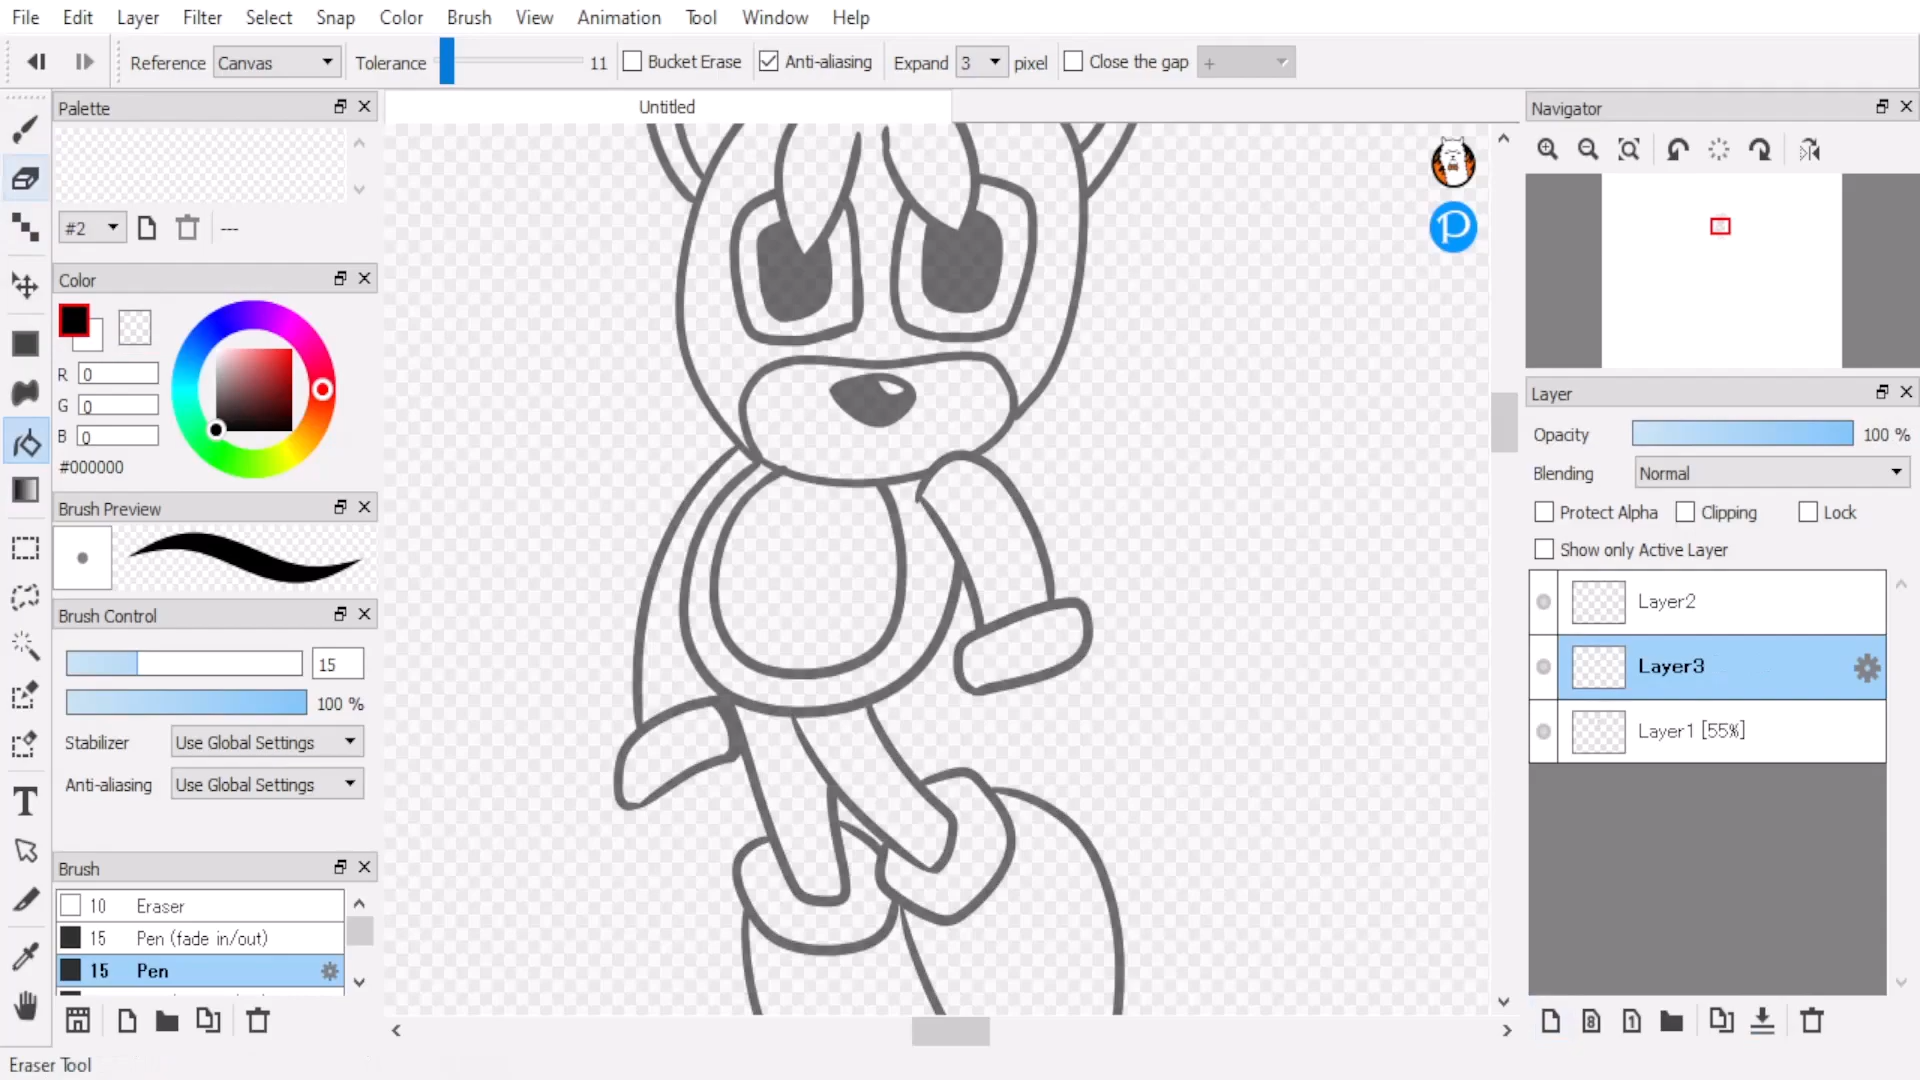 File Edit Layer Filter Select Snap Color Brush View Animation Tool Window Help
Reference Canvas Tolerance 11 Bucket Erase Anti-aliasing Expand 3 pixel Close the gap +
Palette
Untitled
Navigator
#2 ---
Color
R 0
G 0
B 0
#000000
Brush Preview
Brush Control
15
100 %
Stabilizer Use Global Settings
Anti-aliasing Use Global Settings
Brush
10 Eraser
15 Pen (fade in/out)
15 Pen
Layer
Opacity 100 %
Blending Normal
Protect Alpha Clipping Lock
Show only Active Layer
Layer2
Layer3
Layer1 [55%]
T
P
8
1
Eraser Tool